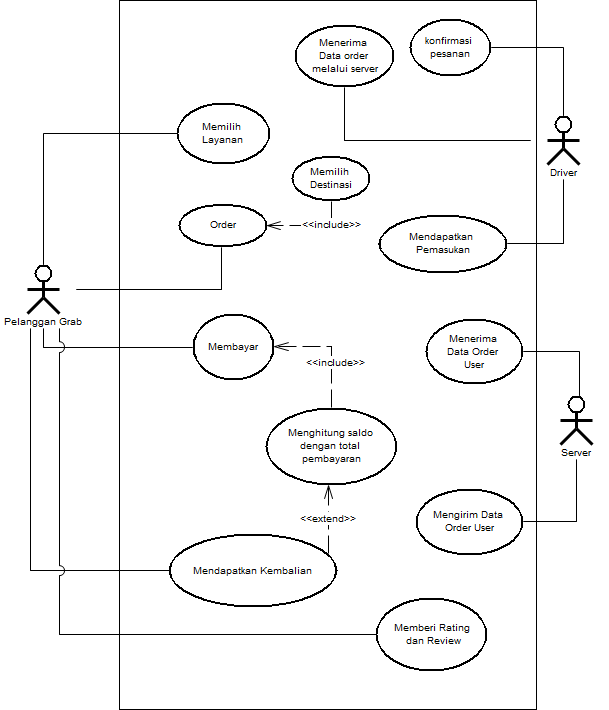 Menerima
Data order
melalui server
konfirmasi
pesanan
Memilih
Layanan
Driver
Memilih
Destinasi
Order
<<include>>
Mendapatkan
Pemasukan
Pelanggan Grab
Membayar
<<include>>
Menerima
Data Order
User
Menghitung saldo
dengan total
pembayaran
Server
<<extend>>
Mengirim Data
Order User
Mendapatkan Kembalian
Memberi Rating
dan Review